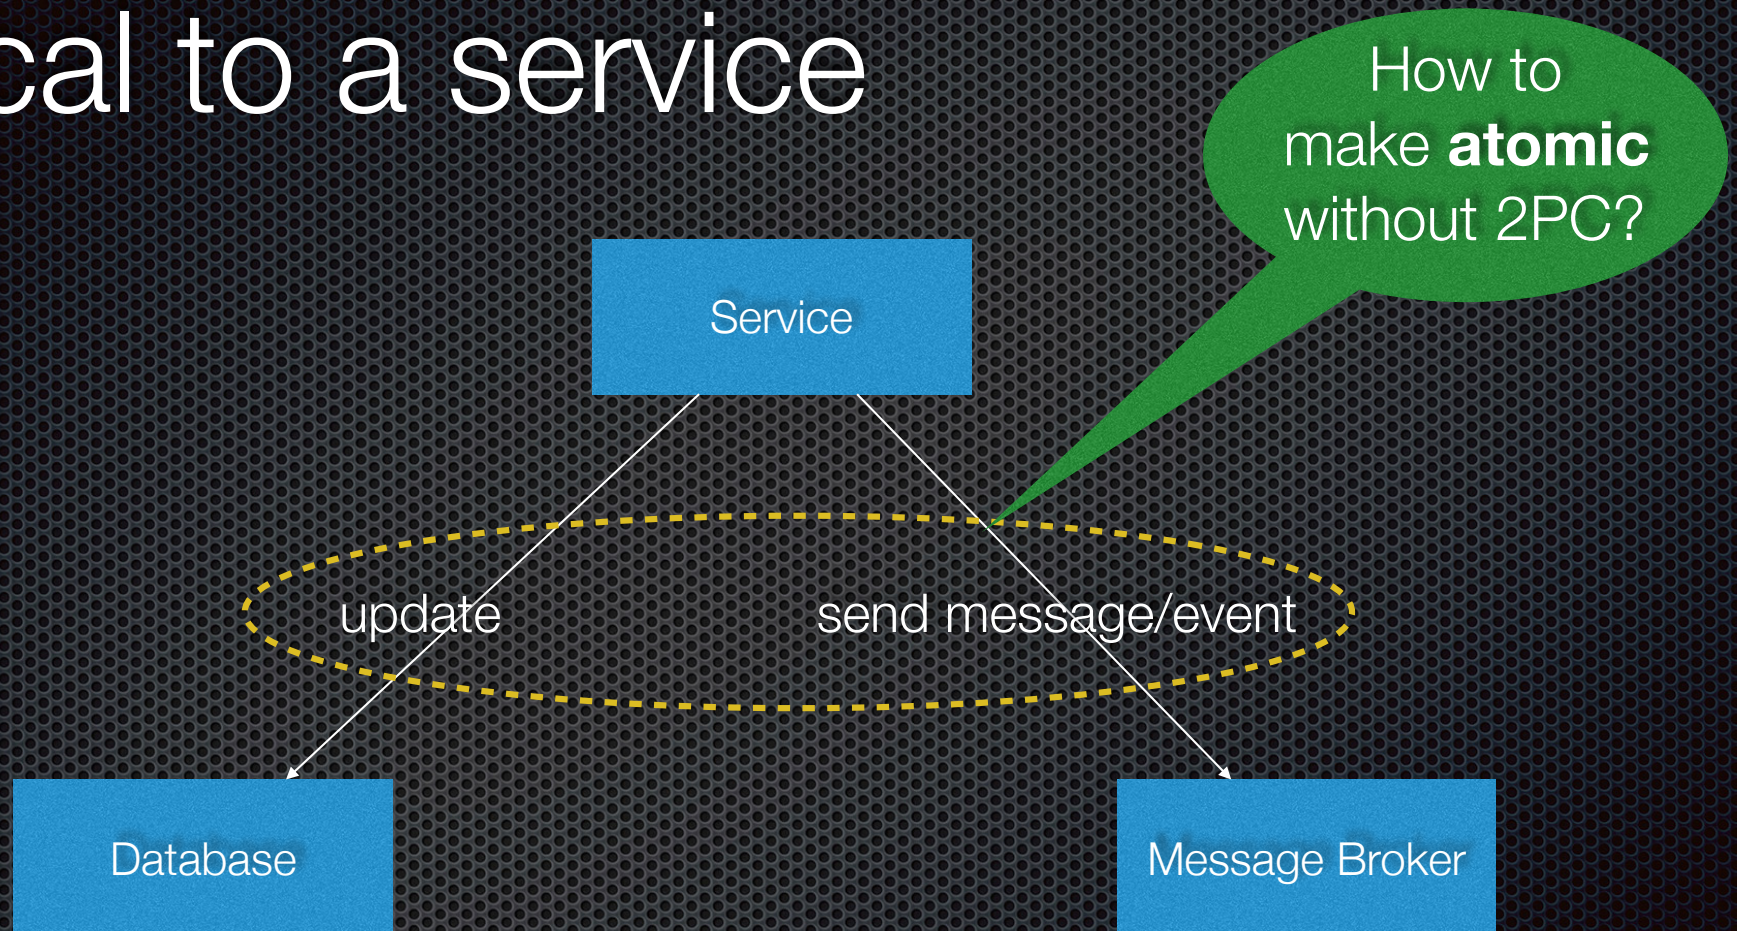 cal to a service
How to
make atomic
without 2PC?
Service
update
send message/event
Database
Message Broker